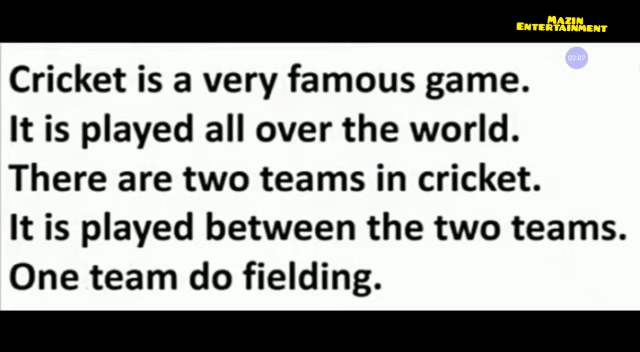 MAZIN
ENTERTAINMENT
02:07
Cricket is a very famous game.
It is played all over the world.
There are two teams in cricket.
It is played between the two teams.
One team do fielding.